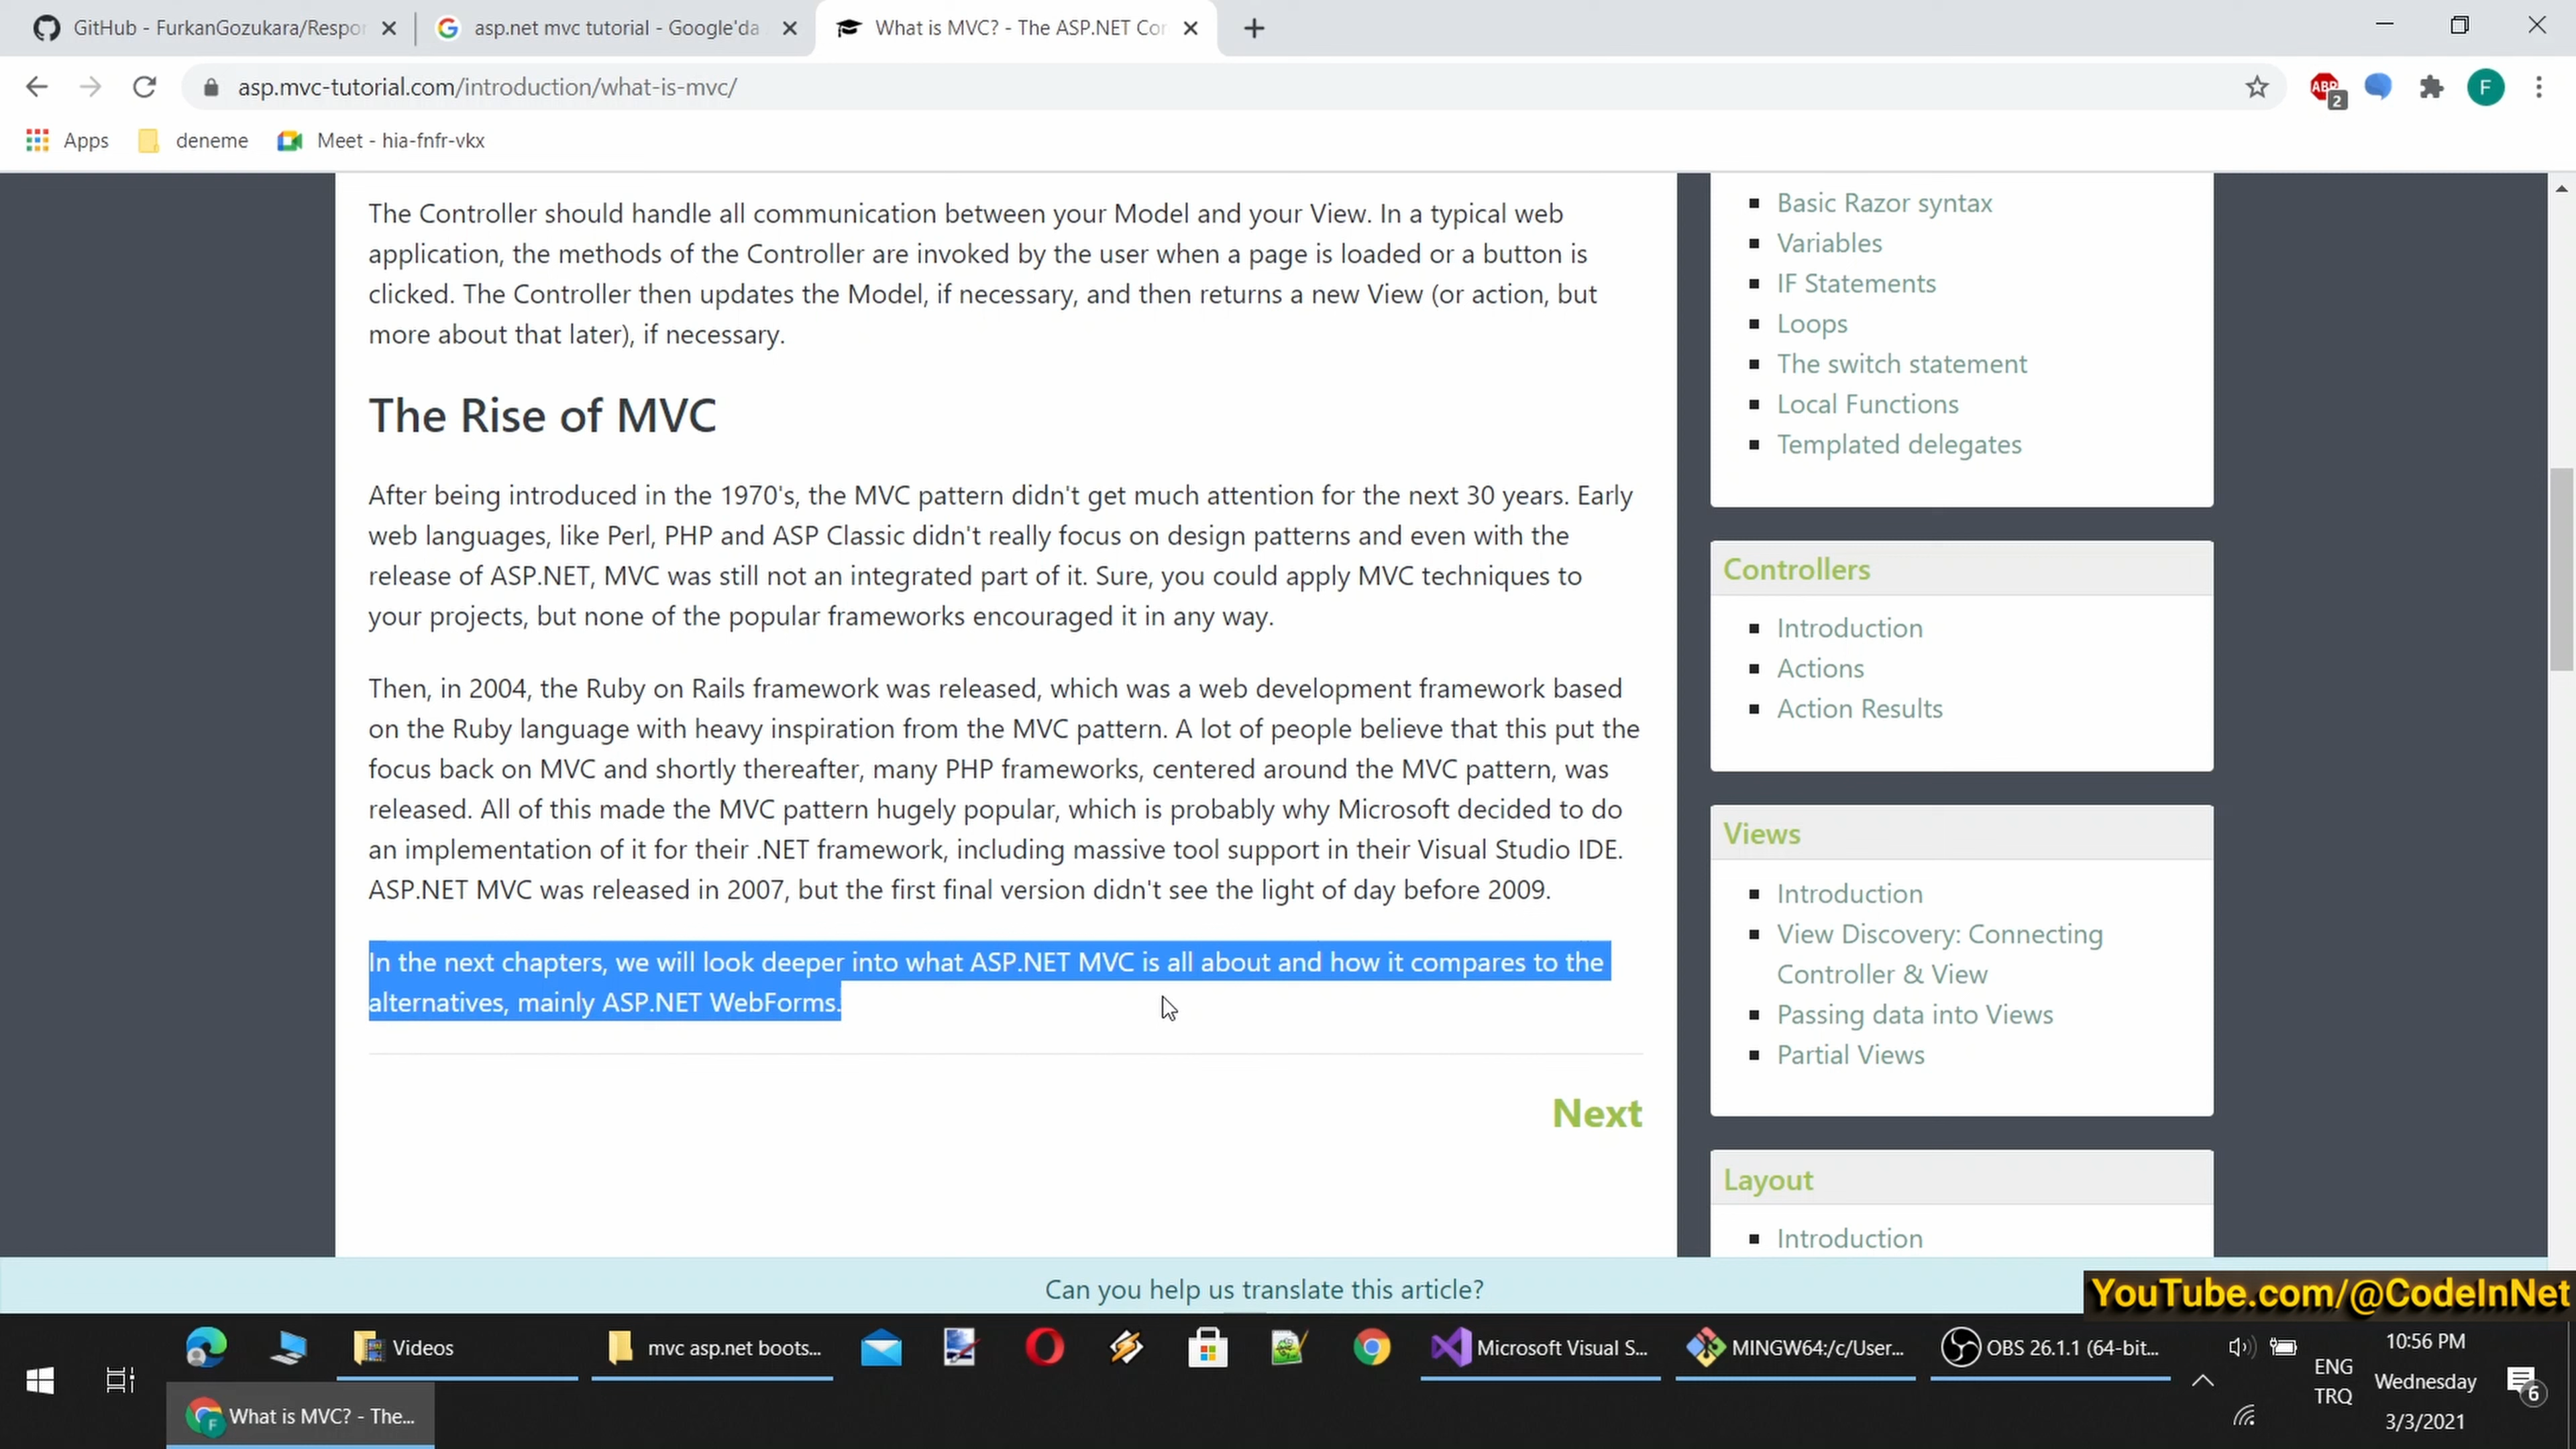 GitHub - FurkanGozukara/Respor
asp.net mvc tutorial - Google'da
What is MVC? - The ASP.NET Cor
asp.mvc-tutorial.com/introduction/what-is-mvc/
ABP
2
F
Apps
deneme
Meet - hia-fnfr-vkx
The Controller should handle all communication between your Model and your View. In a typical web
application, the methods of the Controller are invoked by the user when a page is loaded or a button is
clicked. The Controller then updates the Model, if necessary, and then returns a new View (or action, but
more about that later), if necessary.
The Rise of MVC
After being introduced in the 1970's, the MVC pattern didn't get much attention for the next 30 years. Early
web languages, like Perl, PHP and ASP Classic didn't really focus on design patterns and even with the
release of ASP.NET, MVC was still not an integrated part of it. Sure, you could apply MVC techniques to
your projects, but none of the popular frameworks encouraged it in any way.
Then, in 2004, the Ruby on Rails framework was released, which was a web development framework based
on the Ruby language with heavy inspiration from the MVC pattern. A lot of people believe that this put the
focus back on MVC and shortly thereafter, many PHP frameworks, centered around the MVC pattern, was
released. All of this made the MVC pattern hugely popular, which is probably why Microsoft decided to do
an implementation of it for their .NET framework, including massive tool support in their Visual Studio IDE.
ASP.NET MVC was released in 2007, but the first final version didn't see the light of day before 2009.
In the next chapters, we will look deeper into what ASP.NET MVC is all about and how it compares to the
alternatives, mainly ASP.NET WebForms.
Next
Basic Razor syntax
Variables
IF Statements
Loops
The switch statement
Local Functions
Templated delegates
Controllers
Introduction
Actions
Action Results
Views
Introduction
View Discovery: Connecting
Controller & View
Passing data into Views
Partial Views
Layout
Introduction
Can you help us translate this article?
YouTube.com/@CodeInNet
Videos
mvc asp.net boots...
Microsoft Visual S...
MINGW64:/c/User...
OBS 26.1.1 (64-bit...
What is MVC? - The...
F
ENG
TRQ
10:56 PM
Wednesday
3/3/2021
6